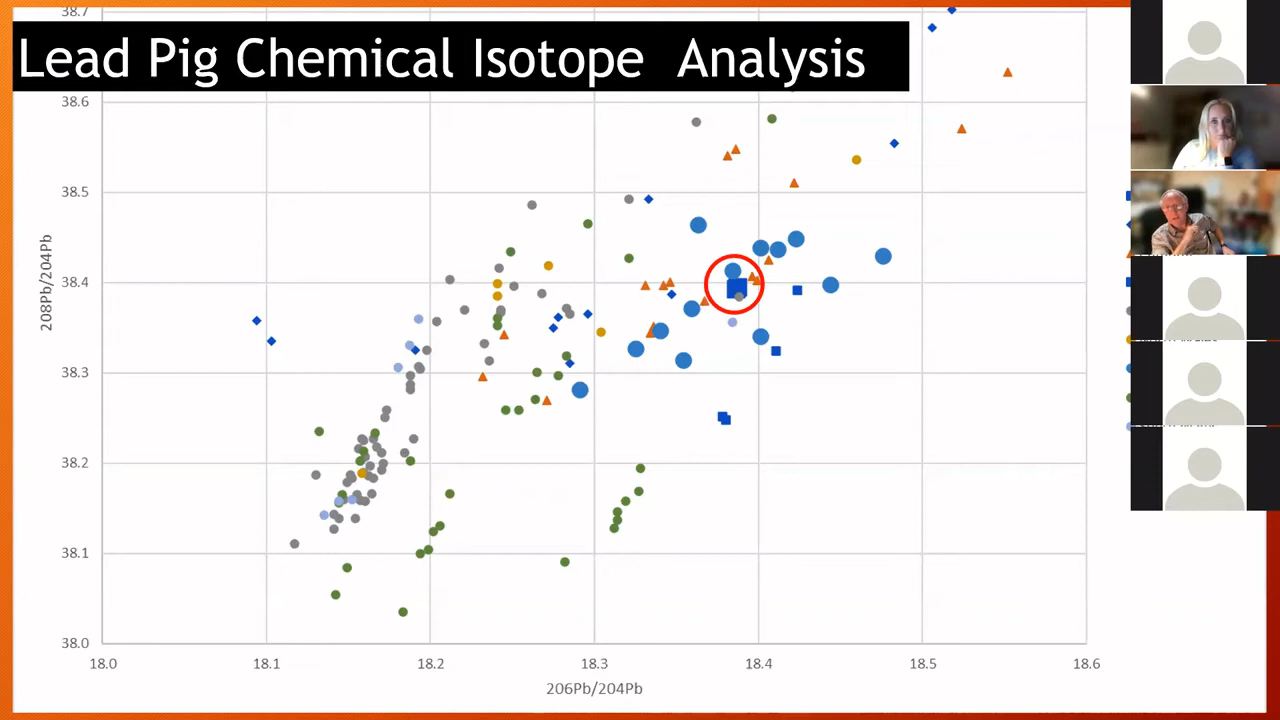 Lead Pig Chemical Isotope Analysis
38.7
38.6
38.5
38.4
38.3
38.2
38.1
38.0
208Pb/204Pb
18.0 18.1 18.2 18.3 18.4 18.5 18.6
206Pb/204Pb